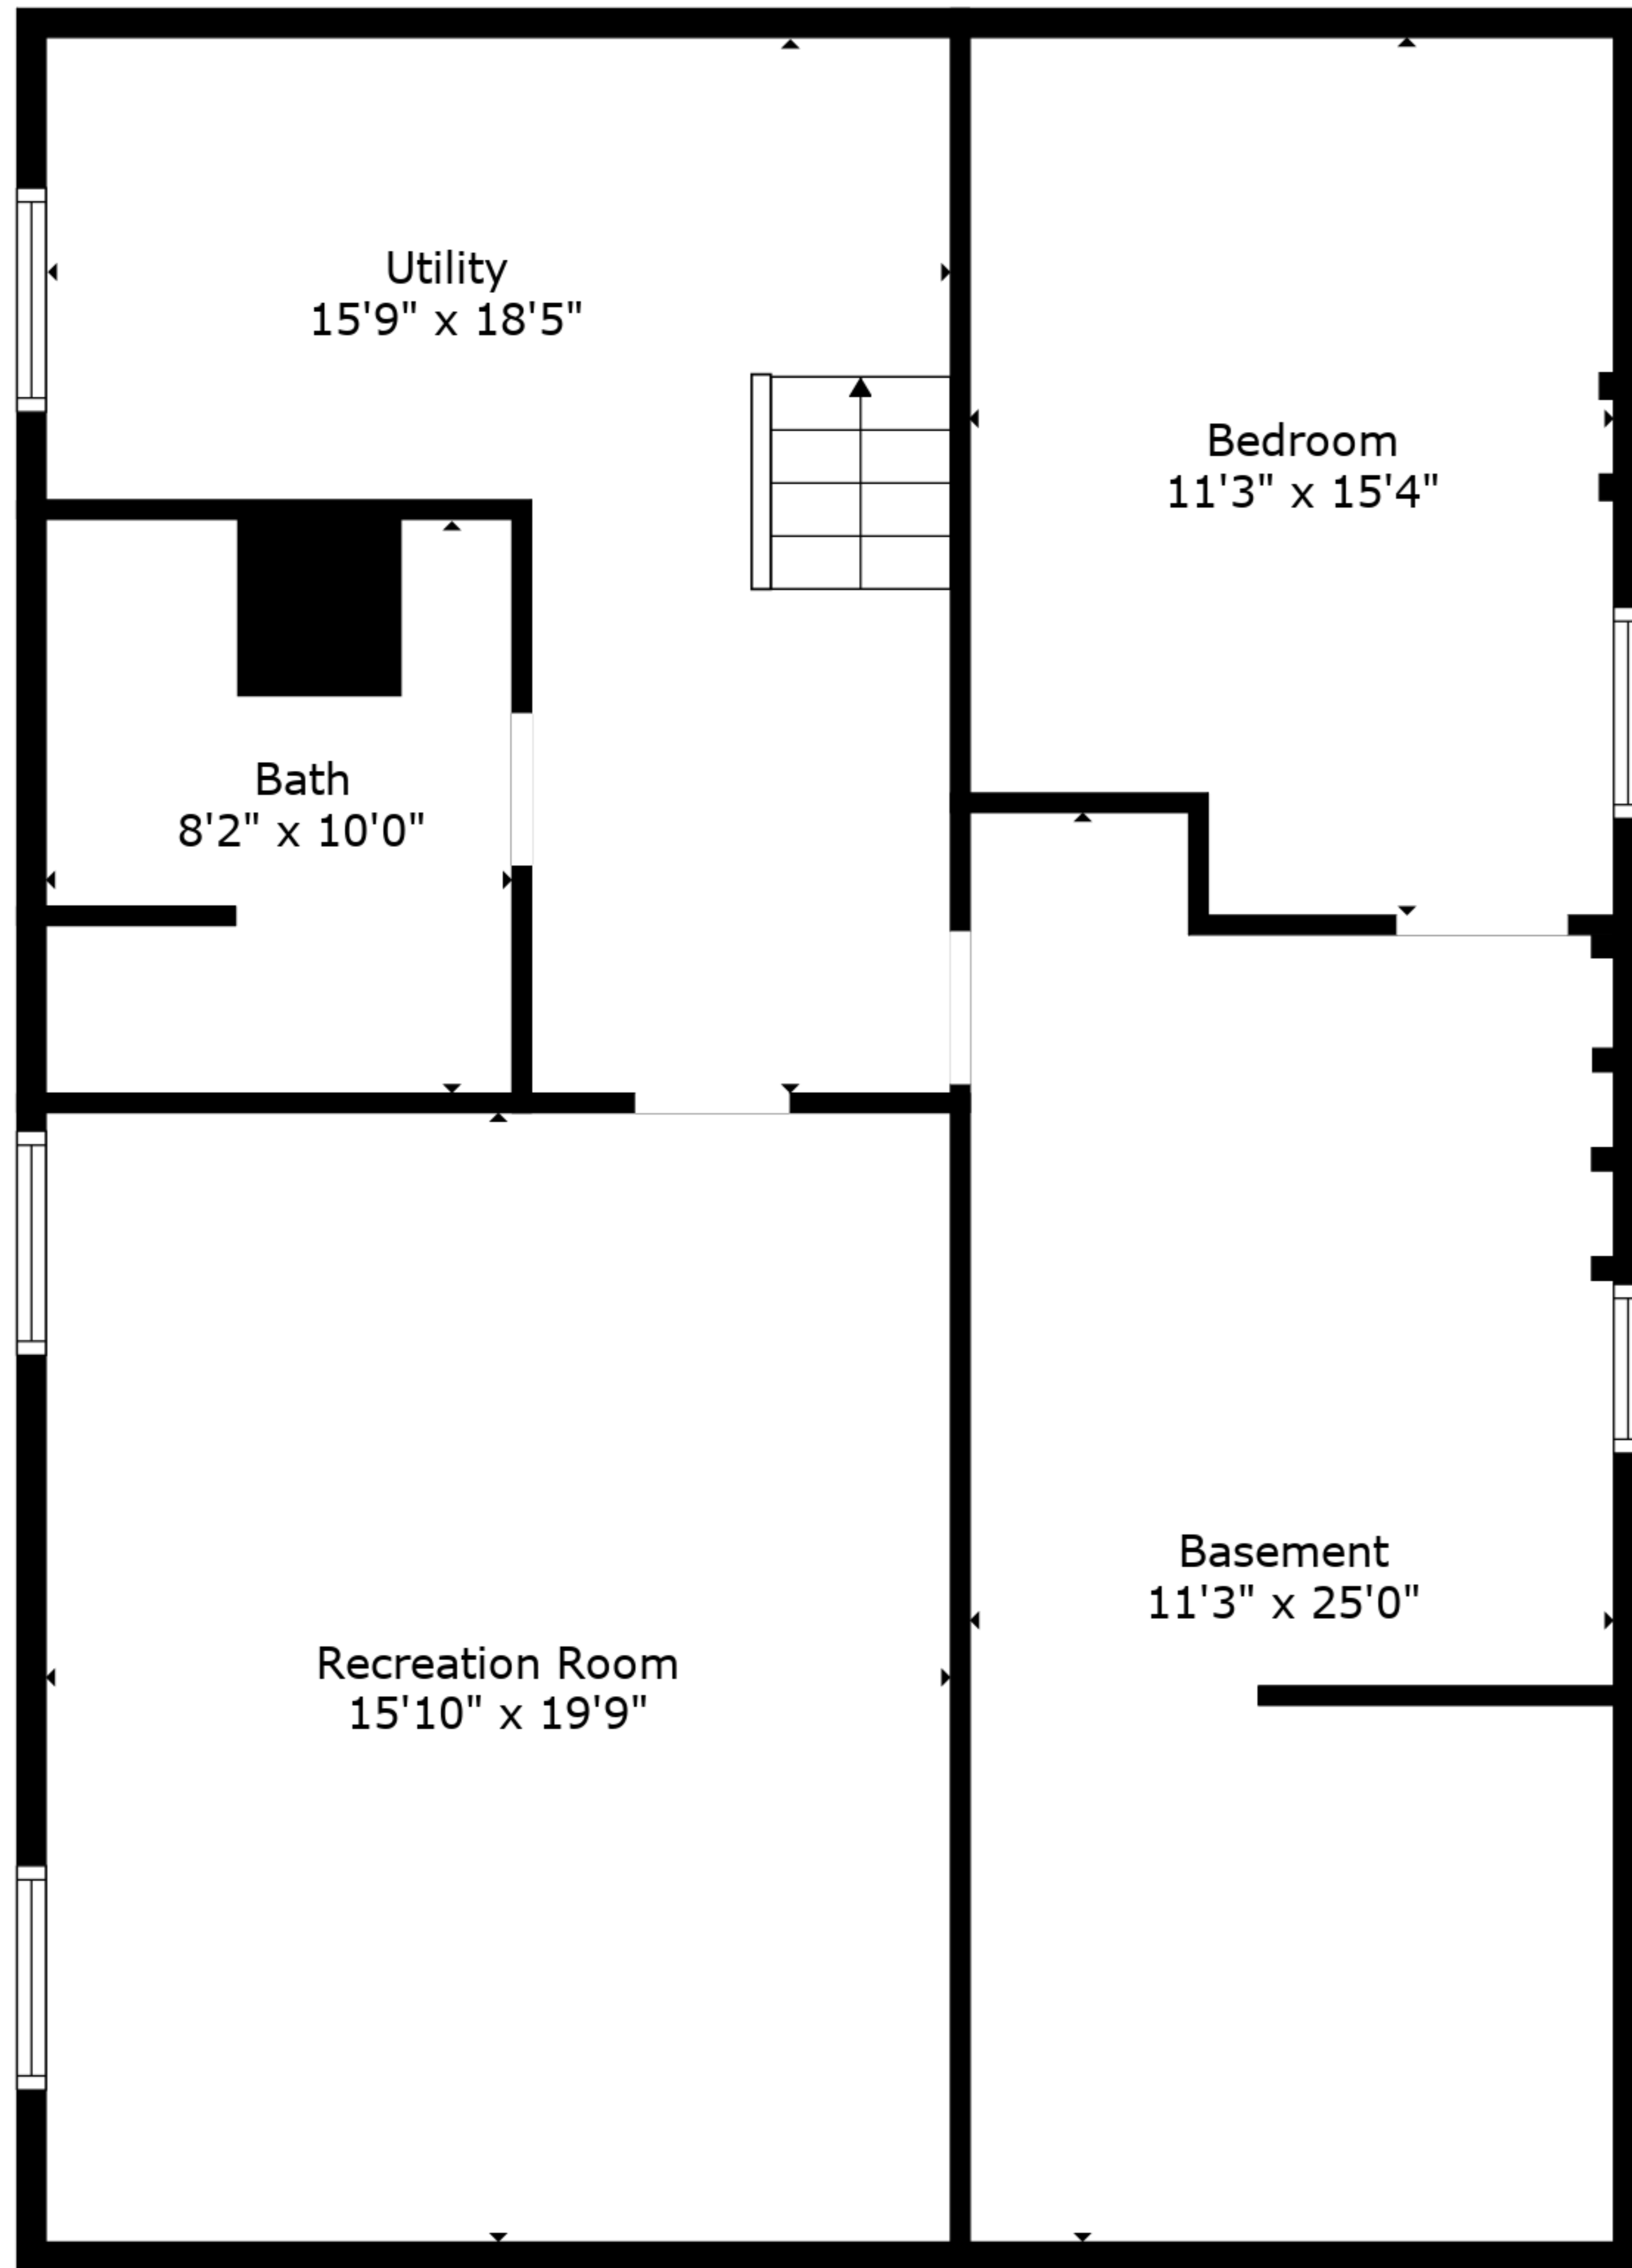 Utility
15'9" x 18'5"
Bedroom
11'3" x 15'4"
Bath
8'2" x 10'0"
Basement
11'3" x 25'0"
Recreation Room
15'10" x 19'9"